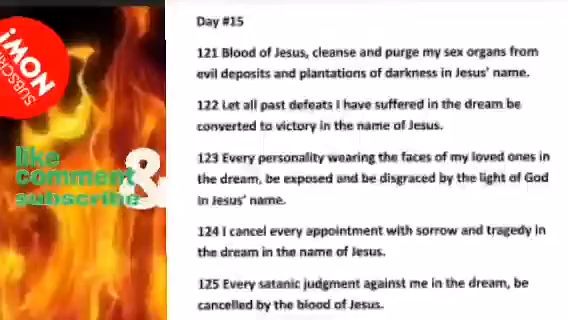 SUBSCRIBE
NOW!
like
comment
&
subscribe
Day #15
121 Blood of Jesus, cleanse and purge my sex organs from
evil deposits and plantations of darkness in Jesus' name.
122 Let all past defeats I have suffered in the dream be
converted to victory in the name of Jesus.
123 Every personality wearing the faces of my loved ones in
the dream, be exposed and be disgraced by the light of God
in Jesus' name.
124 I cancel every appointment with sorrow and tragedy in
the dream in the name of Jesus.
125 Every satanic judgment against me in the dream, be
cancelled by the blood of Jesus.